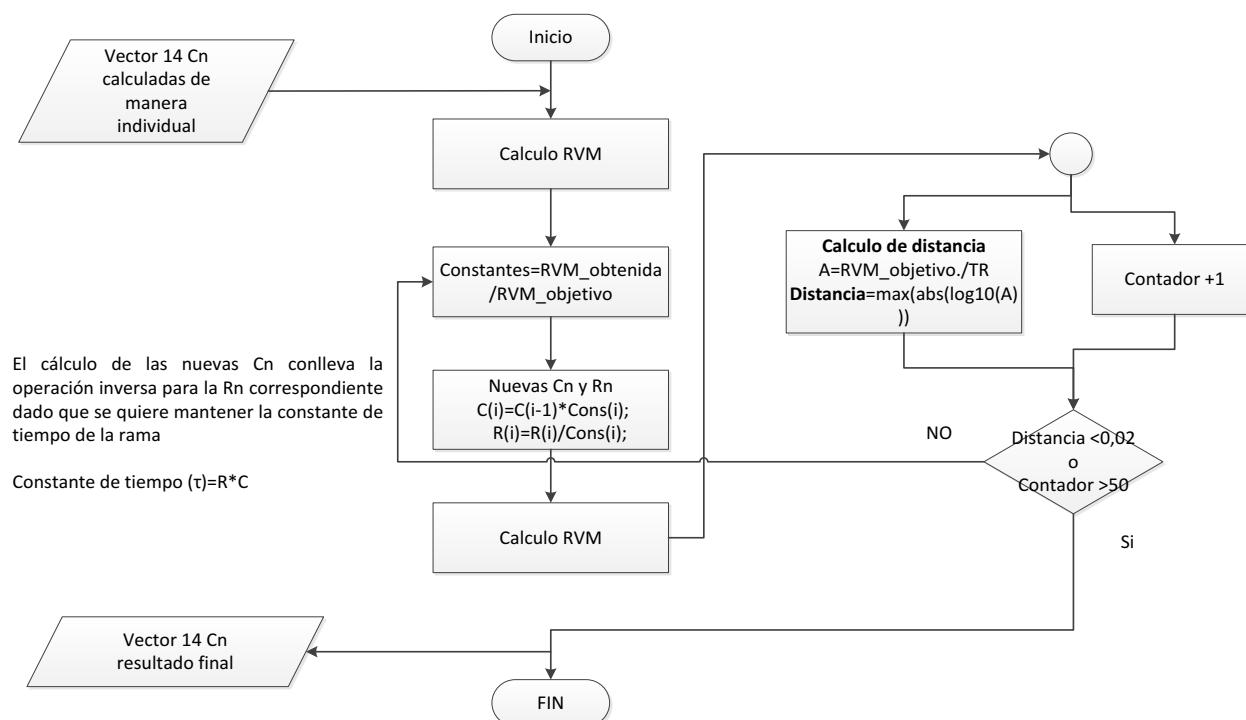 Inicio
Vector 14 Cn
calculadas de
manera
individual
Calculo RVM
Constantes=RVM_obtenida
/RVM_objetivo
Calculo de distancia
A=RVM_objetivo./TR
Distancia=max(abs(log10(A)
))
Contador +1
El cálculo de las nuevas Cn conlleva la
operación inversa para la Rn correspondiente
dado que se quiere mantener la constante de
tiempo de la rama
Constante de tiempo (τ)=R*C
Nuevas Cn y Rn
C(i)=C(i-1)*Cons(i);
R(i)=R(i)/Cons(i);
NO
Distancia <0,02
o
Contador >50
Calculo RVM
Si
Vector 14 Cn
resultado final
FIN